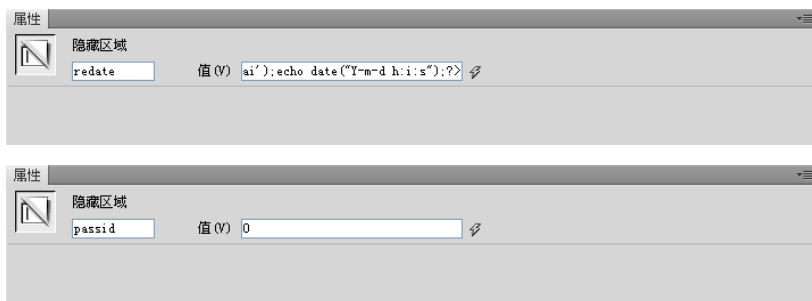 属性
隐藏区域
redate 值(V) ai');echo date("Y-m-d h:i:s");?>
属性
隐藏区域
passid 值(V) 0